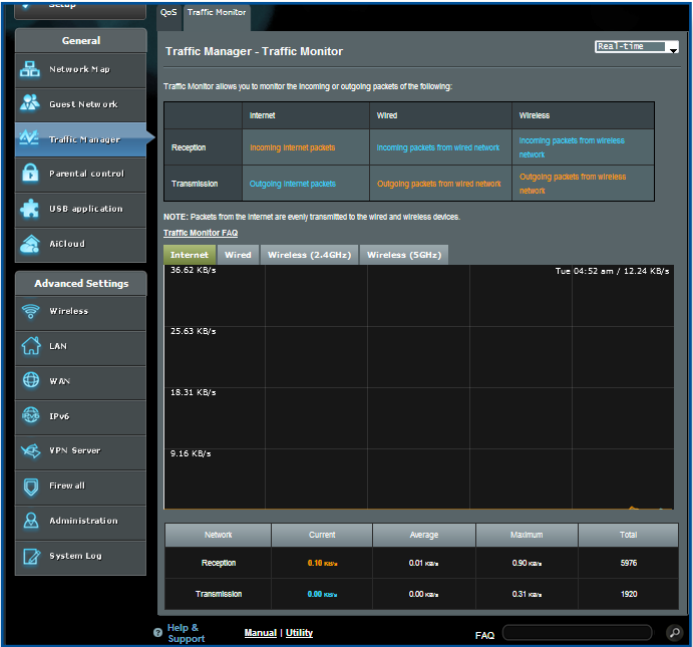 Setup
QoS Traffic Monitor
General
Network Map
Guest Network
Traffic Manager
Parental control
USB application
AiCloud
Advanced Settings
Wireless
LAN
WAN
IPv6
VPN Server
Firewall
Administration
System Log
Traffic Manager - Traffic Monitor
Real-time
Traffic Monitor allows you to monitor the incoming or outgoing packets of the following:
Internet Wired Wireless
Reception Incoming internet packets Incoming packets from wired network Incoming packets from wireless
network
Transmission Outgoing internet packets Outgoing packets from wired network Outgoing packets from wireless
network
NOTE: Packets from the Internet are evenly transmitted to the wired and wireless devices.
Traffic Monitor FAQ
Internet Wired Wireless (2.4GHz) Wireless (5GHz)
36.62 KB/s Tue 04:52 am / 12.24 KB/s
25.63 KB/s
18.31 KB/s
9.16 KB/s
Network Current Average Maximum Total
Reception 0.10 KB/s 0.01 KB/s 0.90 KB/s 5976
Transmission 0.00 KB/s 0.00 KB/s 0.31 KB/s 1920
Help &
Support Manual | Utility FAQ